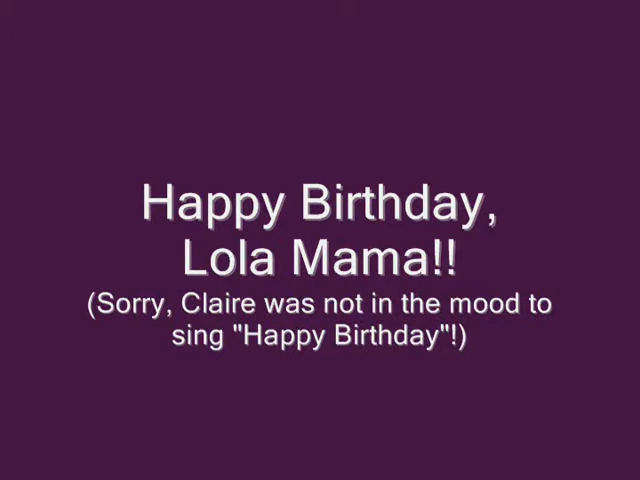 Happy Birthday,
Lola Mama!!
(Sorry, Claire was not in the mood to
sing "Happy Birthday"!)